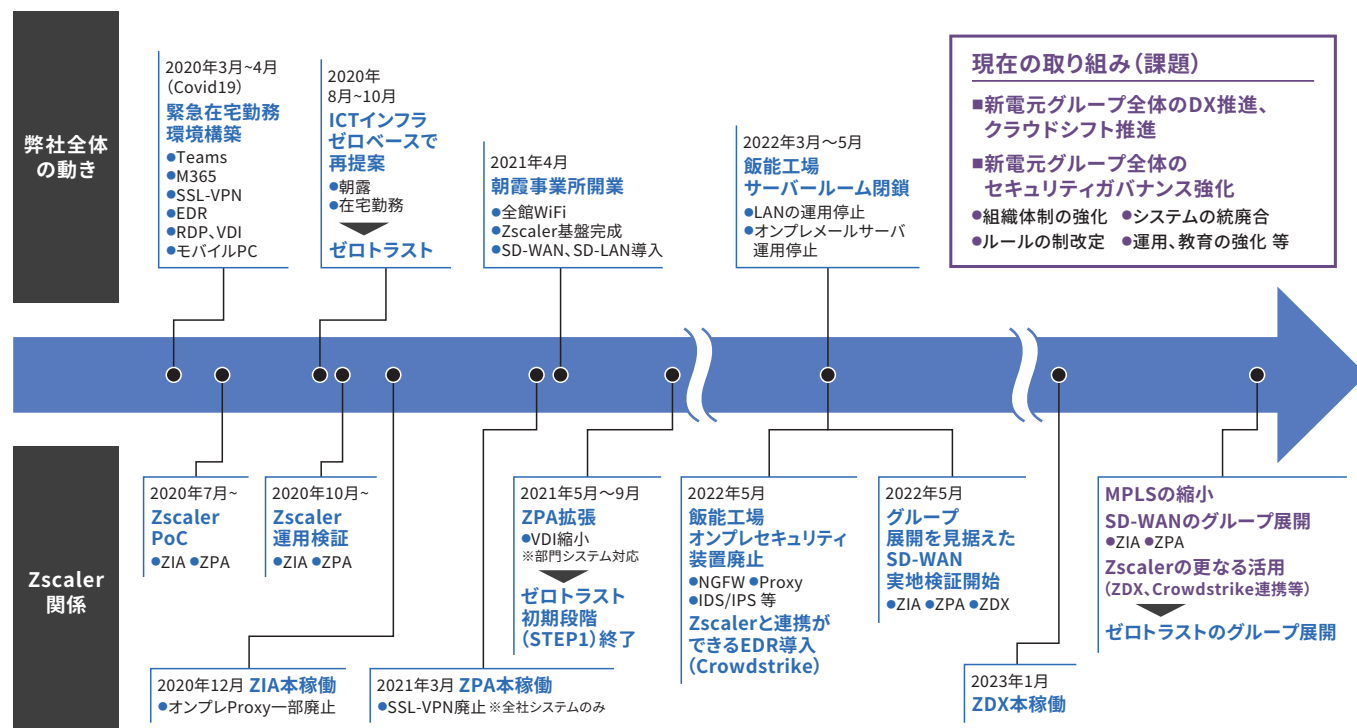 弊社全体
の動き
2020年3月~4月
(Covid19)
緊急在宅勤務
環境構築
●Teams
●M365
●SSL-VPN
●EDR
●RDP、VDI
●モバイルPC
2020年
8月~10月
ICTインフラ
ゼロベースで
再提案
●朝露
●在宅勤務
ゼロトラスト
2021年4月
朝霞事業所開業
●全館WiFi
●Zscaler基盤完成
●SD-WAN、SD-LAN導入
2022年3月～5月
飯能工場
サーバールーム閉鎖
●LANの運用停止
●オンプレメールサーバ
運用停止
現在の取り組み（課題）
■新電元グループ全体のDX推進、
クラウドシフト推進
■新電元グループ全体の
セキュリティガバナンス強化
●組織体制の強化 ●システムの統廃合
●ルールの制改定 ●運用、教育の強化 等
Zscaler
関係
2020年7月~
Zscaler
PoC
●ZIA ●ZPA
2020年10月~
Zscaler
運用検証
●ZIA ●ZPA
2020年12月 ZIA本稼働
●オンプレProxy一部廃止
2021年3月 ZPA本稼働
●SSL-VPN廃止 ※全社システムのみ
2021年5月～9月
ZPA拡張
●VDI縮小
※部門システム対応
ゼロトラスト
初期段階
（STEP1）終了
2022年5月
飯能工場
オンプレセキュリティ
装置廃止
●NGFW ●Proxy
●IDS/IPS 等
Zscalerと連携が
できるEDR導入
（Crowdstrike）
2022年5月
グループ
展開を見据えた
SD-WAN
実地検証開始
●ZIA ●ZPA ●ZDX
2023年1月
ZDX本稼働
MPLSの縮小
SD-WANのグループ展開
●ZIA ●ZPA
Zscalerの更なる活用
（ZDX、Crowdstrike連携等）
ゼロトラストのグループ展開